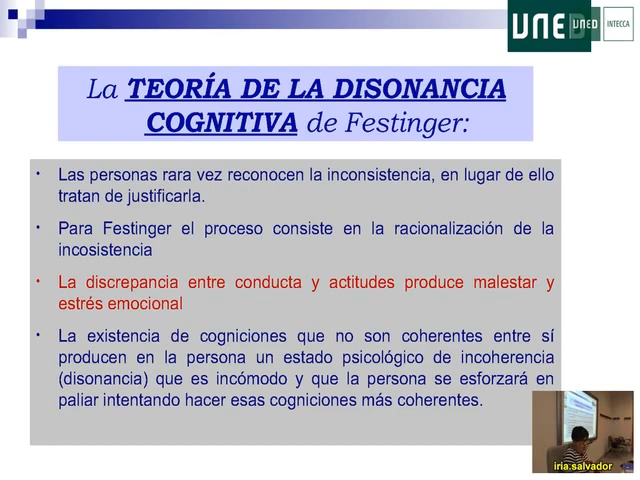 UNED UNED INTECCA
La TEORÍA DE LA DISONANCIA
COGNITIVA de Festinger:
• Las personas rara vez reconocen la inconsistencia, en lugar de ello
tratan de justificarla.
• Para Festinger el proceso consiste en la racionalización de la
incosistencia
• La discrepancia entre conducta y actitudes produce malestar y
estrés emocional
• La existencia de cogniciones que no son coherentes entre sí
producen en la persona un estado psicológico de incoherencia
(disonancia) que es incómodo y que la persona se esforzará en
paliar intentando hacer esas cogniciones más coherentes.
iria.salvador